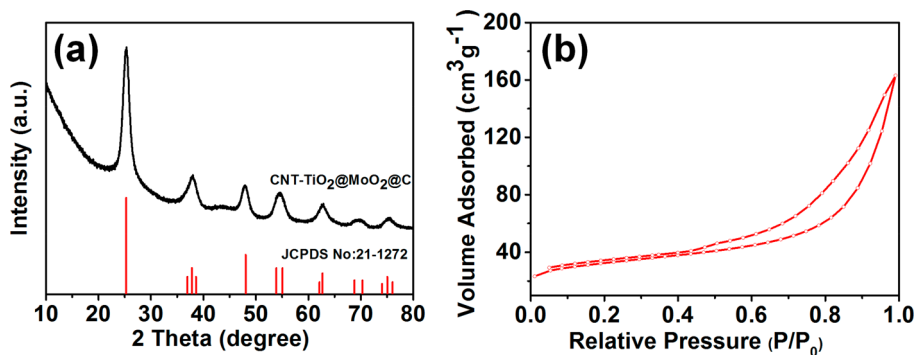 (a)
Intensity (a.u.)
CNT-TiO2@MoO2@C
JCPDS No:21-1272
10 20 30 40 50 60 70 80
2 Theta (degree)
(b)
Volume Adsorbed (cm3g-1)
200
160
120
80
40
0.0 0.2 0.4 0.6 0.8 1.0
Relative Pressure (P/P0)